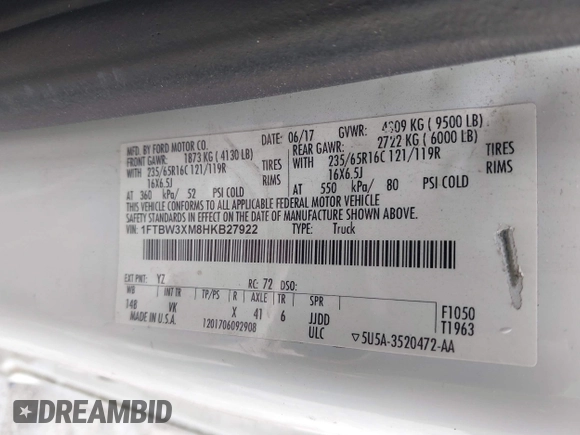 MFD. BY FORD MOTOR CO.
DATE: 06/17 GVWR: 4309 KG ( 9500 LB)
FRONT GAWR: 1873 KG ( 4130 LB)
REAR GAWR: 2722 KG ( 6000 LB)
WITH 235/65R16C 121/119R TIRES
WITH 235/65R16C 121/119R TIRES
16X6.5J RIMS
16X6.5J RIMS
AT 360 kPa/ 52 PSI COLD
AT 550 kPa/ 80 PSI COLD
THIS VEHICLE CONFORMS TO ALL APPLICABLE FEDERAL MOTOR VEHICLE
SAFETY STANDARDS IN EFFECT ON THE DATE OF MANUFACTURE SHOWN ABOVE.
VIN: 1FTBW3XM8HKB27922
TYPE: Truck
EXT PNT: YZ RC: 72 DSO:
WB INT TR TP/PS R AXLE TR SPR
148 VK X 41 6 JJDD
ULC
F1050
T1963
MADE IN U.S.A. 1201706092908
▽5U5A-3520472-AA
DREAMBID